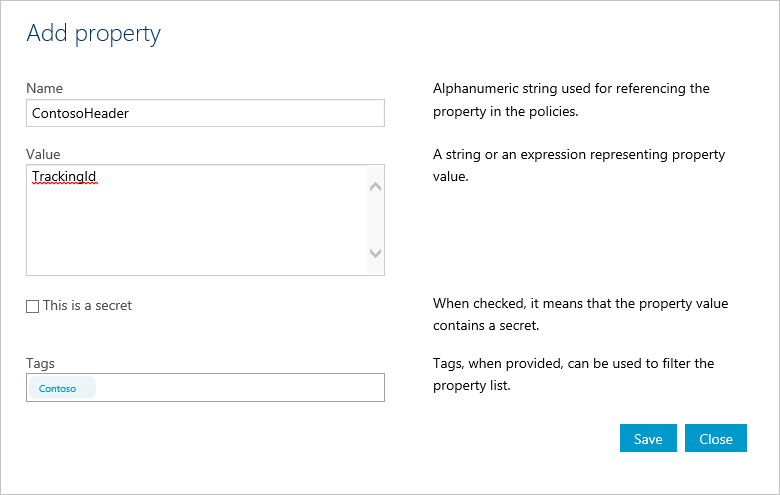 Add property
Name
Alphanumeric string used for referencing the
property in the policies.
ContosoHeader
Value
A string or an expression representing property
value.
TrackingId
This is a secret
When checked, it means that the property value
contains a secret.
Tags
Tags, when provided, can be used to filter the
property list.
Contoso
Save
Close